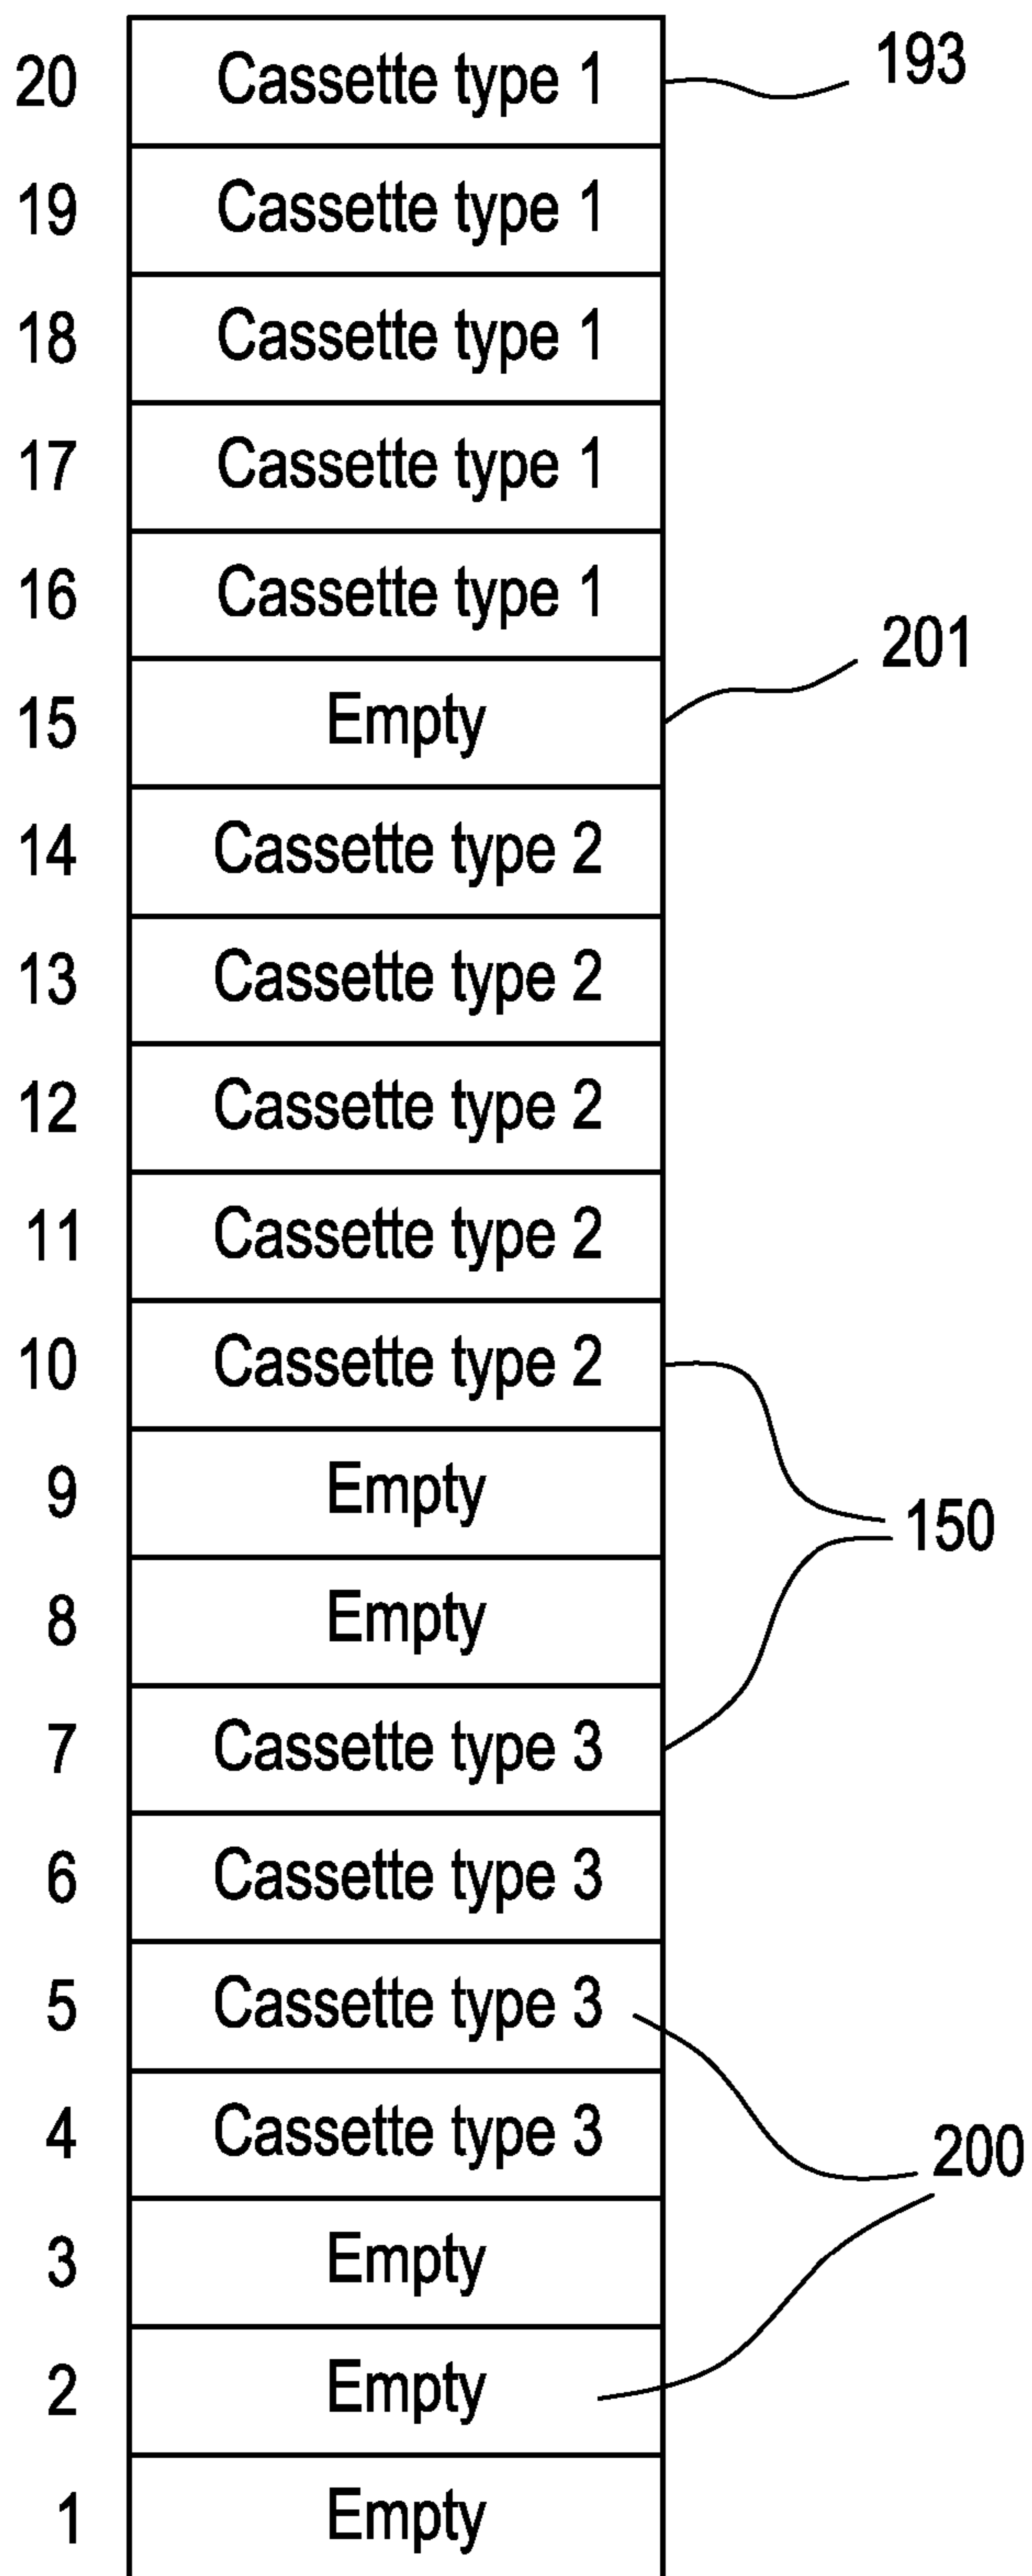 20 Cassette type 1 193
19 Cassette type 1
18 Cassette type 1
17 Cassette type 1
16 Cassette type 1
201
15 Empty
14 Cassette type 2
13 Cassette type 2
12 Cassette type 2
11 Cassette type 2
10 Cassette type 2
9 Empty
150
8 Empty
7 Cassette type 3
6 Cassette type 3
5 Cassette type 3
4 Cassette type 3
200
3 Empty
2 Empty
1 Empty